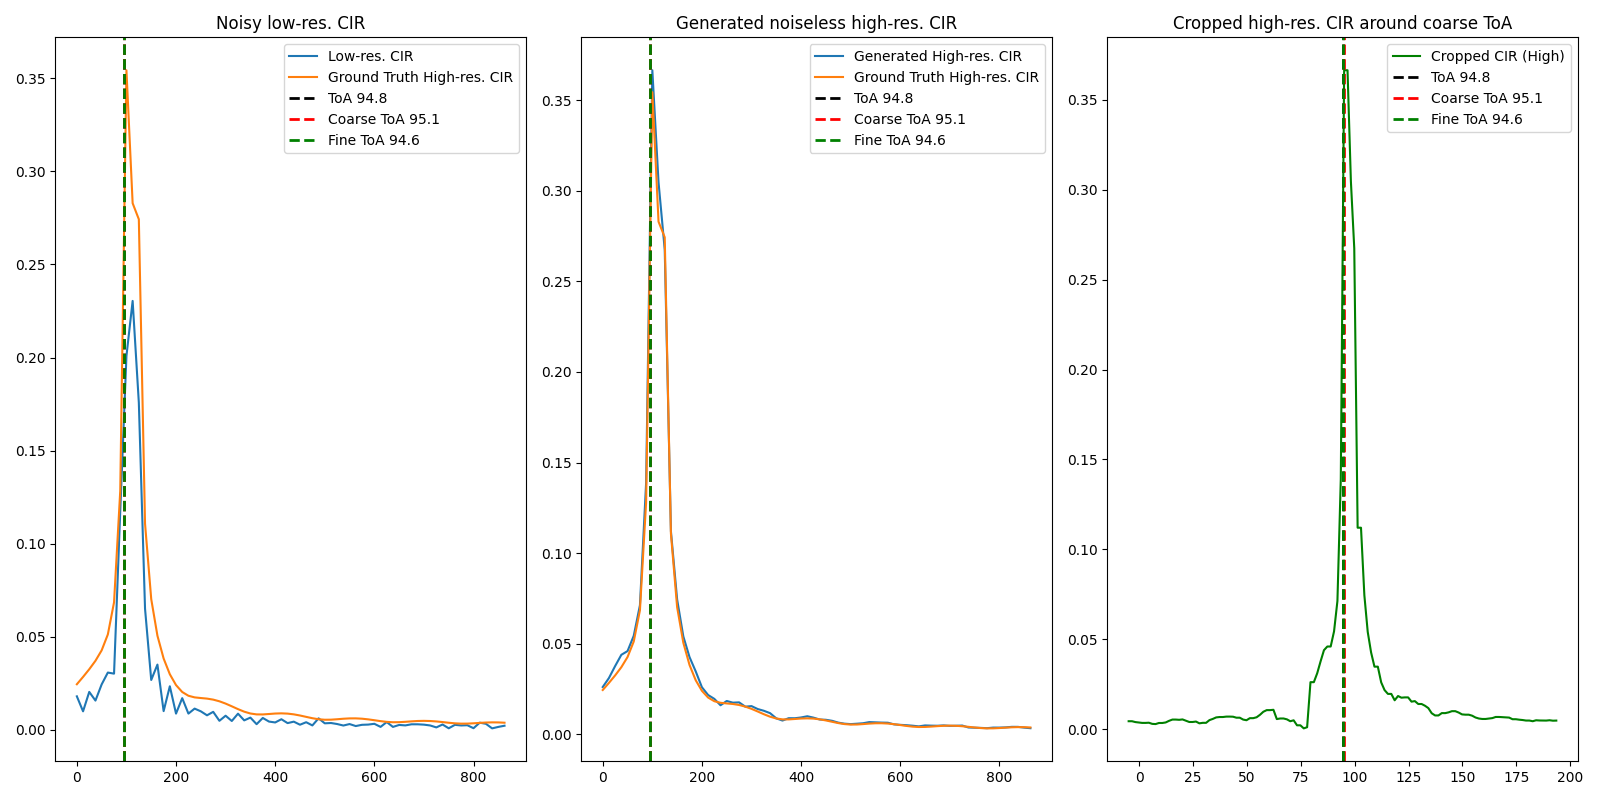 Noisy low-res. CIR
Low-res. CIR
Ground Truth High-res. CIR
ToA 94.8
Coarse ToA 95.1
Fine ToA 94.6
0.35
0.30
0.25
0.20
0.15
0.10
0.05
0.00
0 200 400 600 800
Generated noiseless high-res. CIR
Generated High-res. CIR
Ground Truth High-res. CIR
ToA 94.8
Coarse ToA 95.1
Fine ToA 94.6
0.35
0.30
0.25
0.20
0.15
0.10
0.05
0.00
0 200 400 600 800
Cropped high-res. CIR around coarse ToA
Cropped CIR (High)
ToA 94.8
Coarse ToA 95.1
Fine ToA 94.6
0.35
0.30
0.25
0.20
0.15
0.10
0.05
0.00
0 25 50 75 100 125 150 175 200